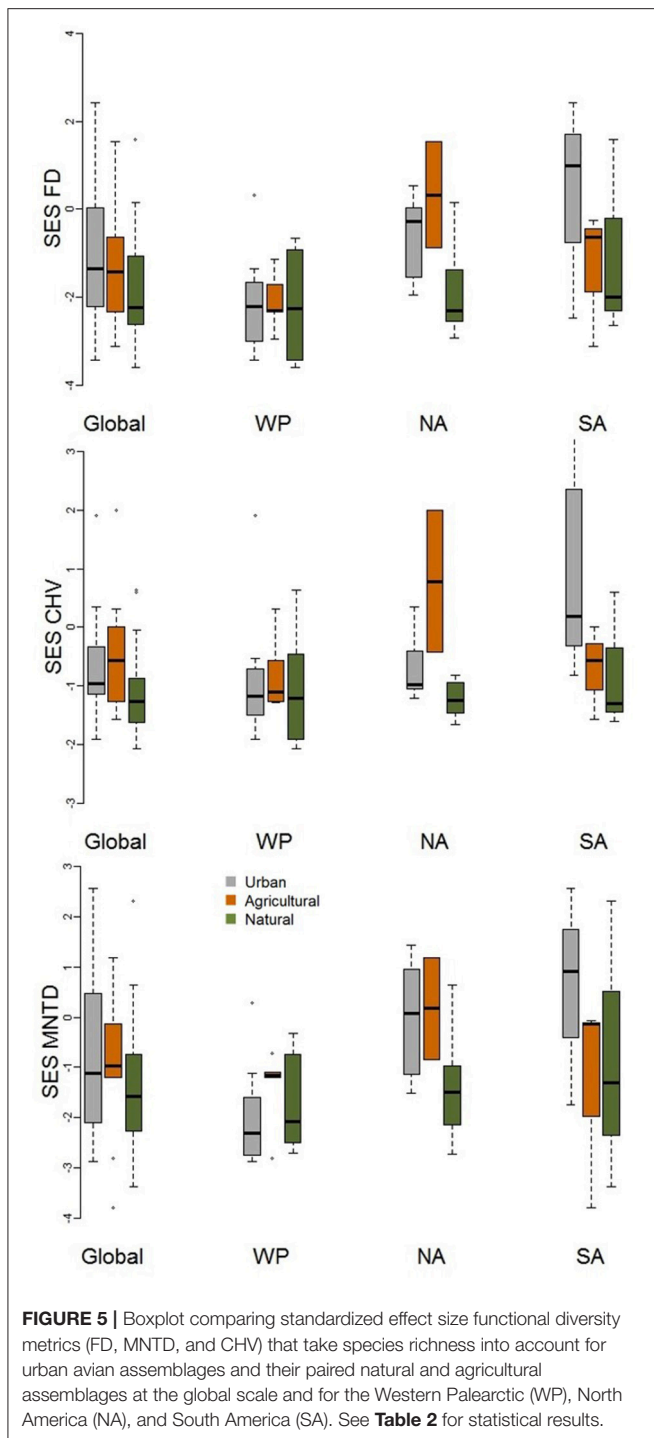 4
2
0
-2
-4
SES FD
Global WP NA SA
3
2
1
0
-1
-2
-3
SES CHV
Global WP NA SA
3
2
1
0
-1
-2
-3
-4
SES MNTD
Urban
Agricultural
Natural
Global WP NA SA
FIGURE 5 | Boxplot comparing standardized effect size functional diversity
metrics (FD, MNTD, and CHV) that take species richness into account for
urban avian assemblages and their paired natural and agricultural
assemblages at the global scale and for the Western Palearctic (WP), North
America (NA), and South America (SA). See Table 2 for statistical results.